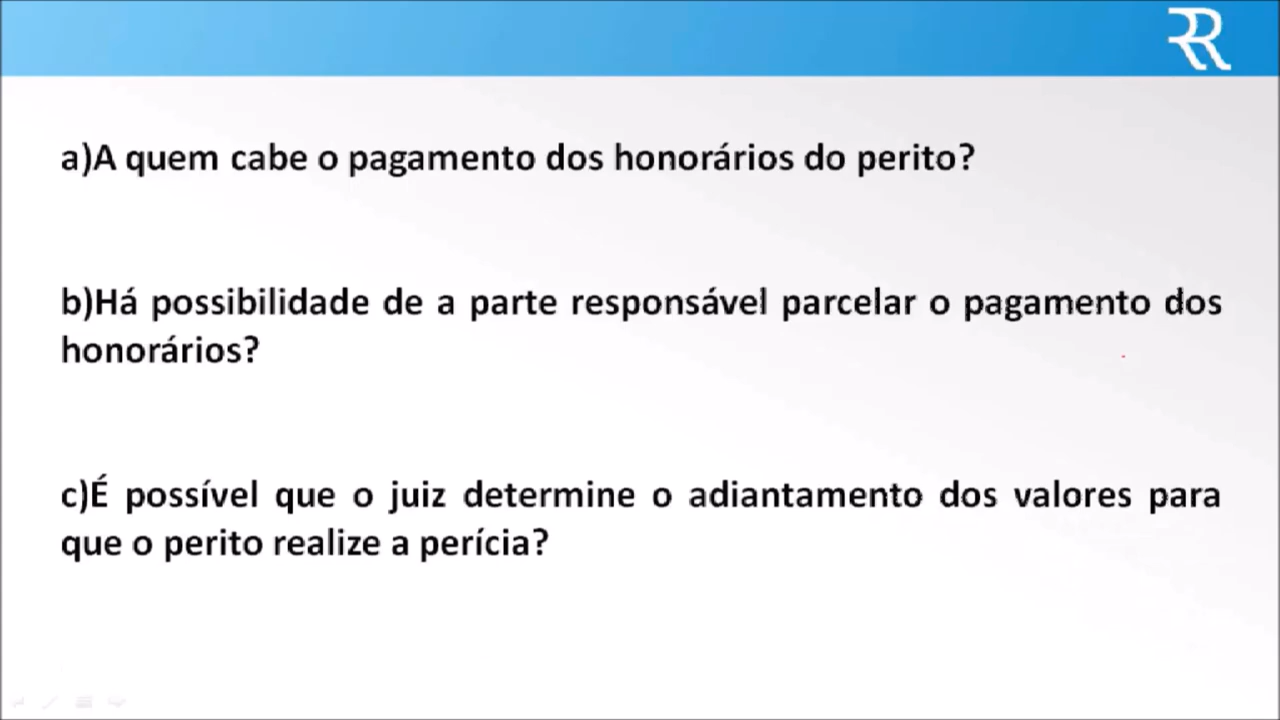 a)A quem cabe o pagamento dos honorários do perito?
b)Há possibilidade de a parte responsável parcelar o pagamento dos
honorários?
c)É possível que o juiz determine o adiantamento dos valores para
que o perito realize a perícia?